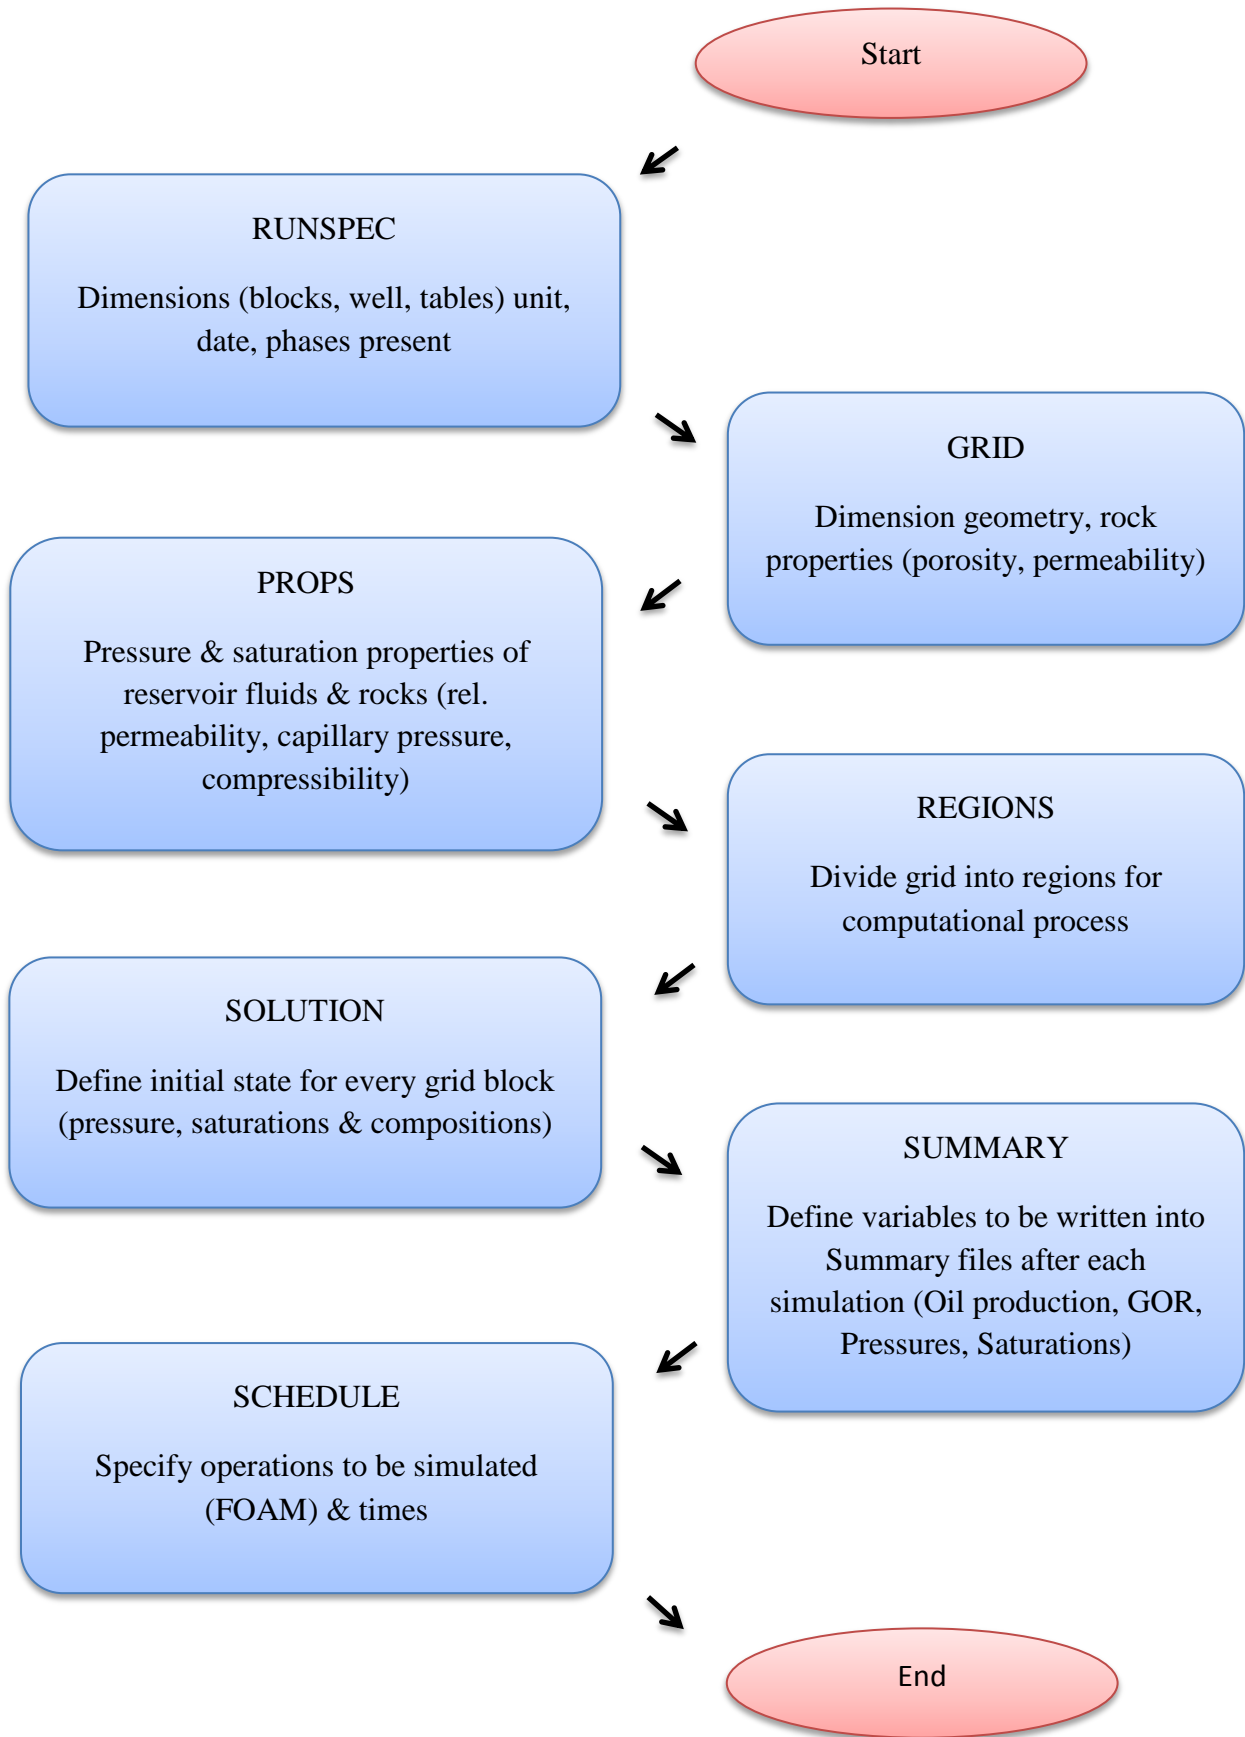 Start
RUNSPEC
Dimensions (blocks, well, tables) unit,
date, phases present
GRID
Dimension geometry, rock
properties (porosity, permeability)
PROPS
Pressure & saturation properties of
reservoir fluids & rocks (rel.
permeability, capillary pressure,
compressibility)
REGIONS
Divide grid into regions for
computational process
SOLUTION
Define initial state for every grid block
(pressure, saturations & compositions)
SUMMARY
Define variables to be written into
Summary files after each
simulation (Oil production, GOR,
Pressures, Saturations)
SCHEDULE
Specify operations to be simulated
(FOAM) & times
End